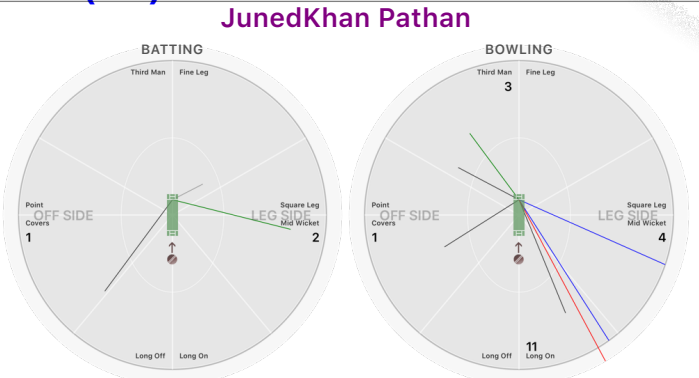 JunedKhan Pathan
BATTING
Third Man Fine Leg
Point
OFF SIDE
Covers
1
Square Leg
LEG SIDE
Mid Wicket
2
Long Off Long On
BOWLING
Third Man Fine Leg
3
Point
OFF SIDE
Covers
1
Square Leg
LEG SIDE
Mid Wicket
4
11
Long Off Long On